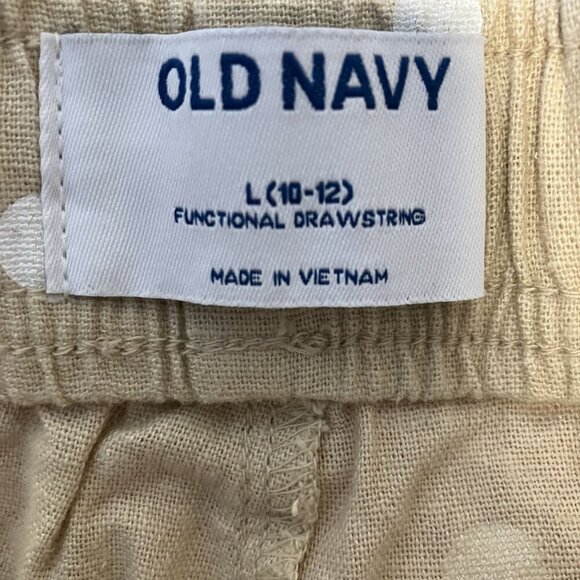 OLD NAVY
L (10-12)
FUNCTIONAL DRAWSTRING
MADE IN VIETNAM